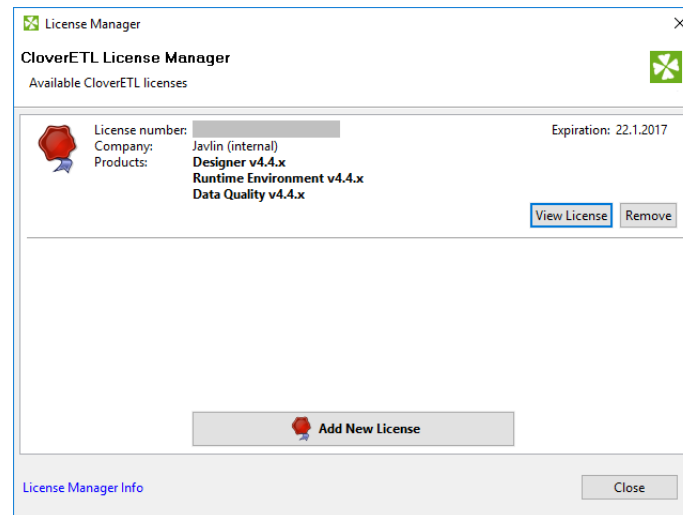 License Manager
CloverETL License Manager
Available CloverETL licenses
License number:
Expiration: 22.1.2017
Company: Javlin (internal)
Products: Designer v4.4.x
Runtime Environment v4.4.x
Data Quality v4.4.x
View License
Remove
Add New License
License Manager Info
Close